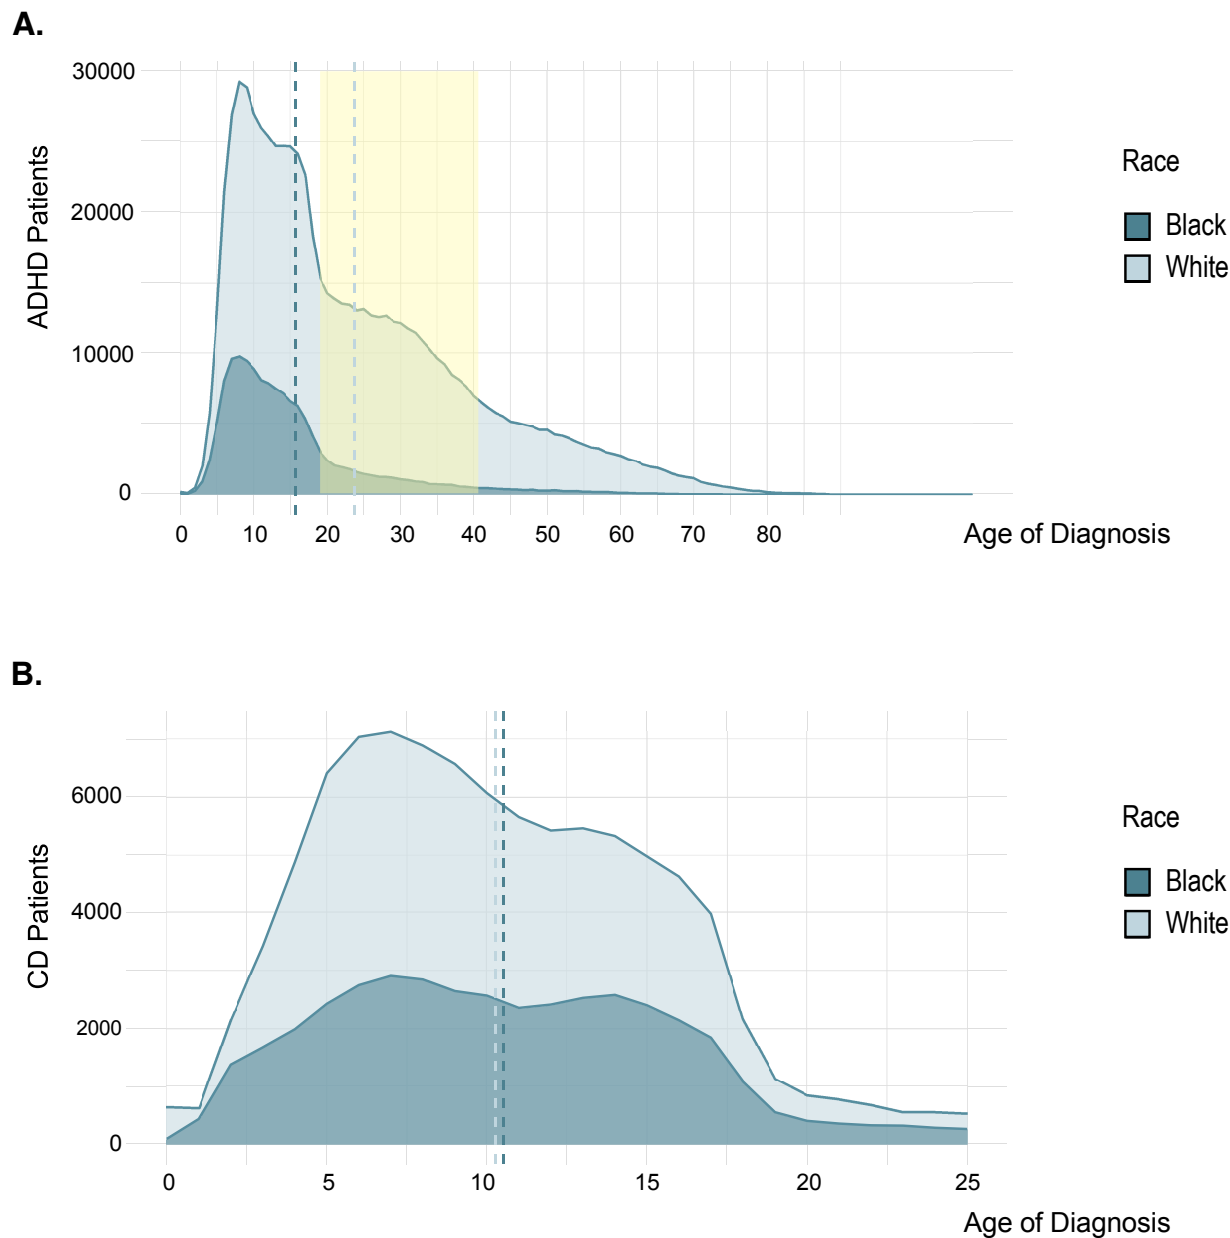 A.
30000
20000
10000
0
ADHD Patients
0 10 20 30 40 50 60 70 80
Age of Diagnosis
Race
Black
White
B.
6000
4000
2000
0
CD Patients
0 5 10 15 20 25
Age of Diagnosis
Race
Black
White